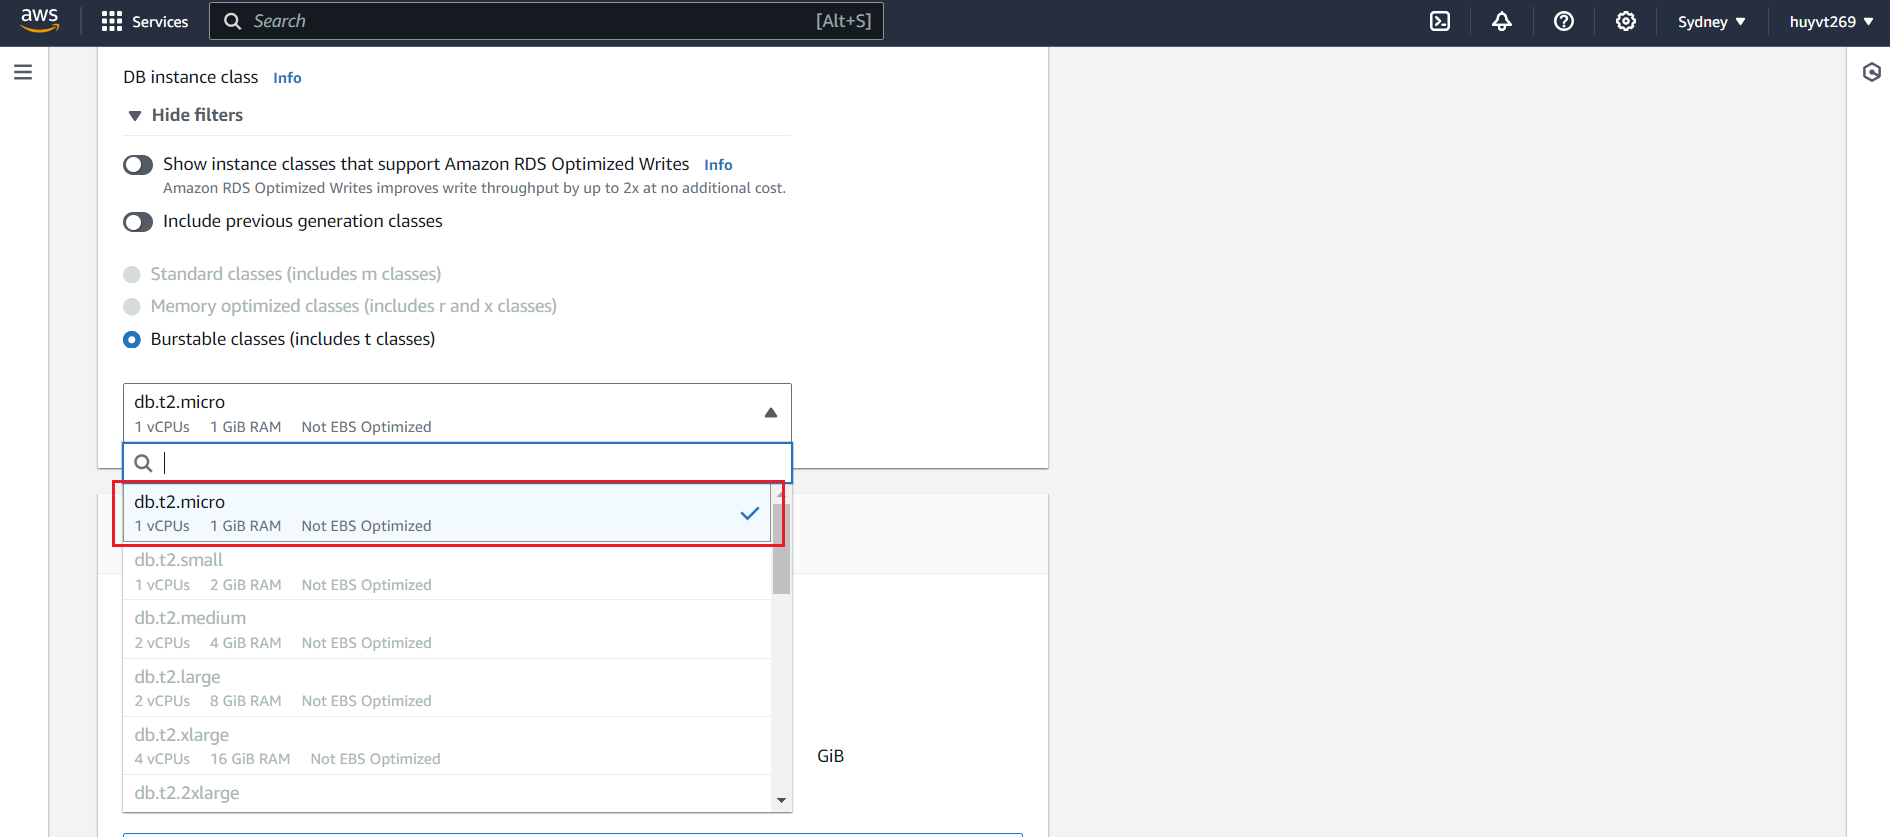 aws Services Search [Alt+S] Sydney huyvt269
DB instance class Info
Hide filters
Show instance classes that support Amazon RDS Optimized Writes Info
Amazon RDS Optimized Writes improves write throughput by up to 2x at no additional cost.
Include previous generation classes
Standard classes (includes m classes)
Memory optimized classes (includes r and x classes)
Burstable classes (includes t classes)
db.t2.micro
1 vCPUs 1 GiB RAM Not EBS Optimized
db.t2.micro
1 vCPUs 1 GiB RAM Not EBS Optimized
db.t2.small
1 vCPUs 2 GiB RAM Not EBS Optimized
db.t2.medium
2 vCPUs 4 GiB RAM Not EBS Optimized
db.t2.large
2 vCPUs 8 GiB RAM Not EBS Optimized
db.t2.xlarge
4 vCPUs 16 GiB RAM Not EBS Optimized
GiB
db.t2.2xlarge